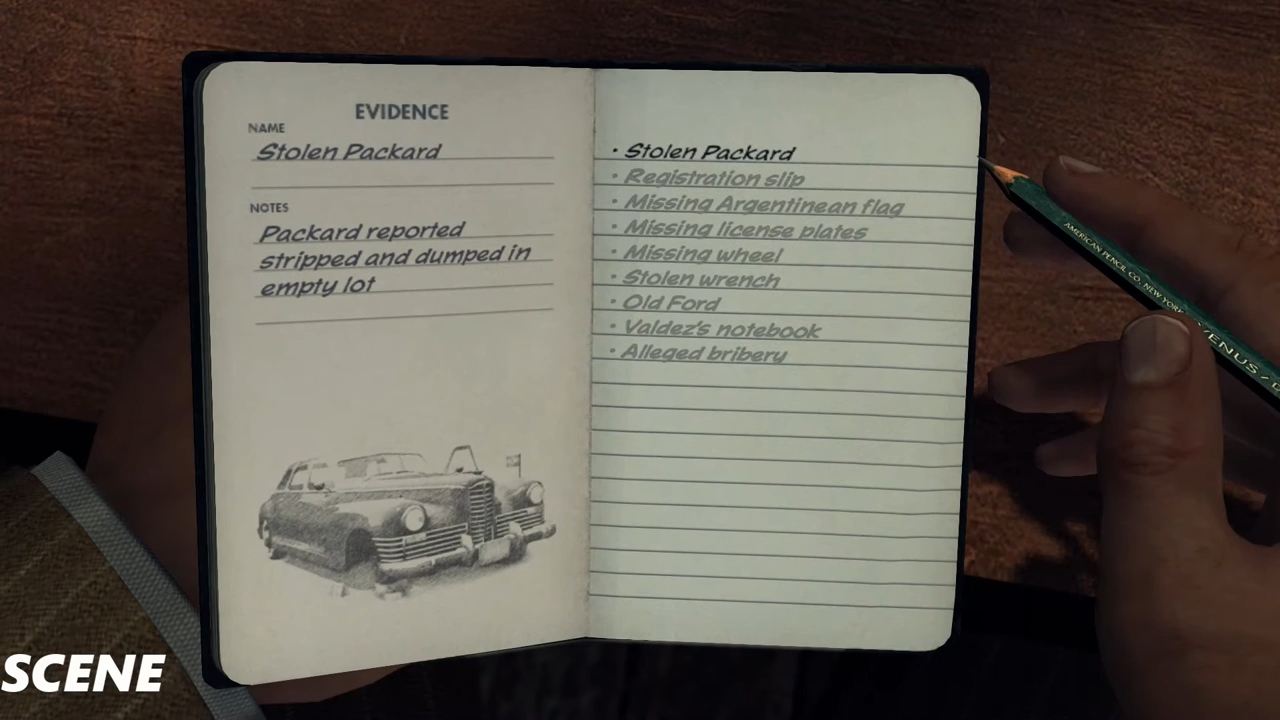 EVIDENCE
NAME
Stolen Packard
NOTES
Packard reported
stripped and dumped in
empty lot
• Stolen Packard
• Registration slip
• Missing Argentinean flag
• Missing license plates
• Missing wheel
• Stolen wrench
• Old Ford
• Valdez's notebook
• Alleged bribery
AMERICAN PENCIL CO. NEW YORK
VENUS
SCENE